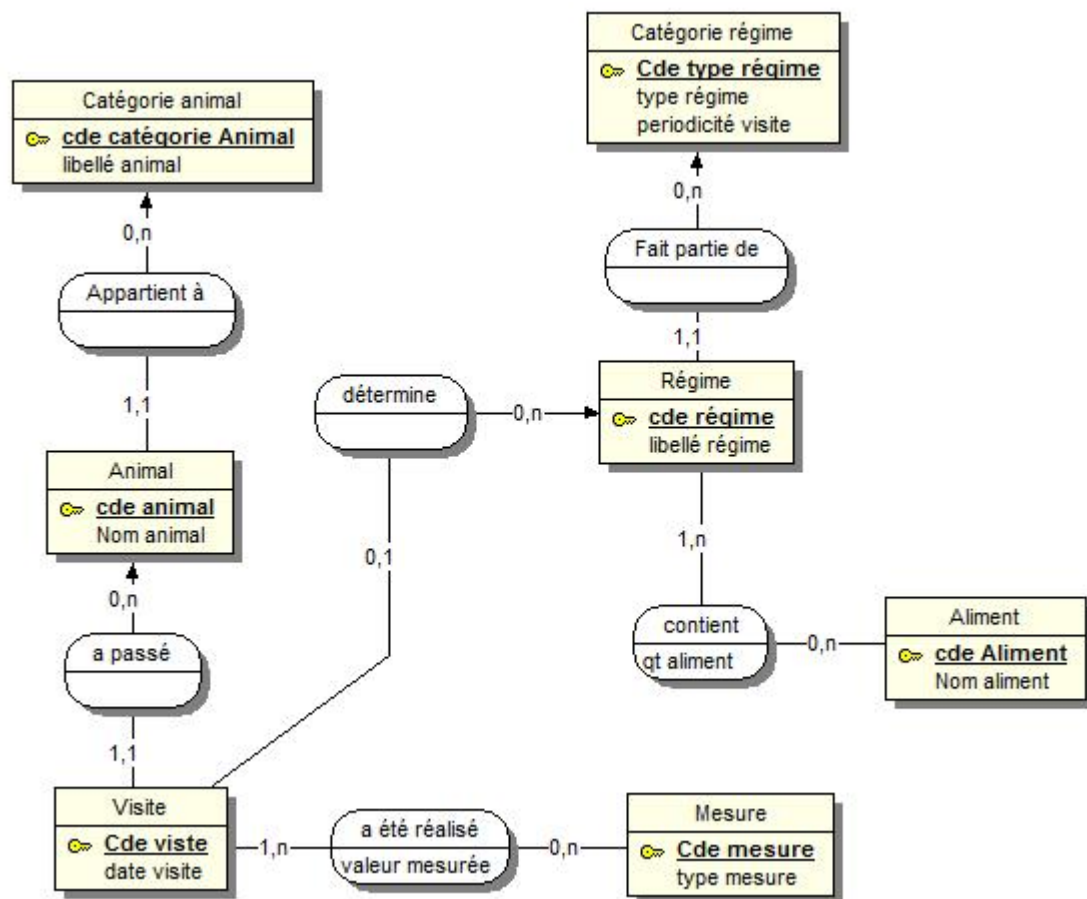 Catégorie régime
Cde type régime
type régime
periodicité visite
Catégorie animal
cde catégorie Animal
libellé animal
0,n
0,n
Fait partie de
Appartient à
1,1
1,1
détermine
0,n
Régime
cde régime
libellé régime
Animal
cde animal
Nom animal
0,1
1,n
0,n
a passé
contient
qt aliment
0,n
Aliment
cde Aliment
Nom aliment
1,1
Visite
Cde viste
date visite
1,n
a été réalisé
valeur mesurée
0,n
Mesure
Cde mesure
type mesure